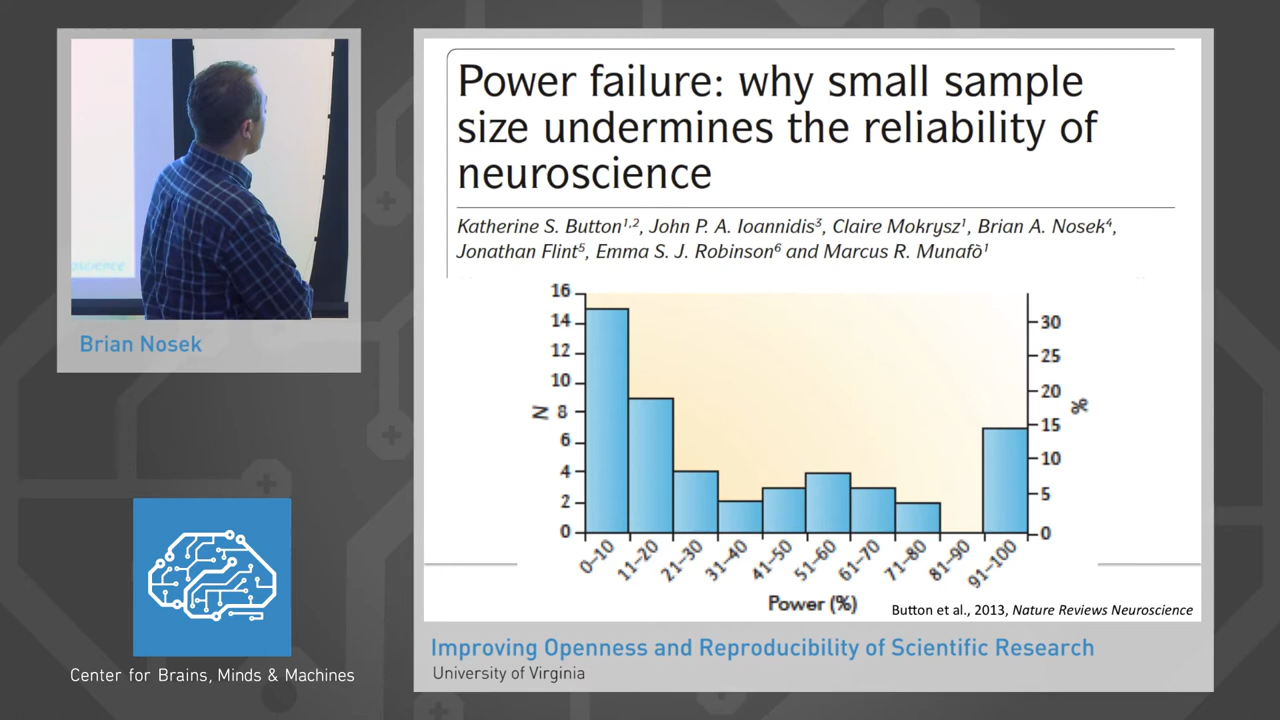 Power failure: why small sample
size undermines the reliability of
neuroscience
Katherine S. Button1,2, John P. A. Ioannidis3, Claire Mokrysz1, Brian A. Nosek4,
Jonathan Flint5, Emma S. J. Robinson6 and Marcus R. Munafò1
16
14
12
10
8
6
4
2
0
N
30
25
20
15
10
5
0
%
0–10
11–20
21–30
31–40
41–50
51–60
61–70
71–80
81–90
91–100
Power (%)
Button et al., 2013, Nature Reviews Neuroscience
Brian Nosek
Center for Brains, Minds & Machines
Improving Openness and Reproducibility of Scientific Research
University of Virginia